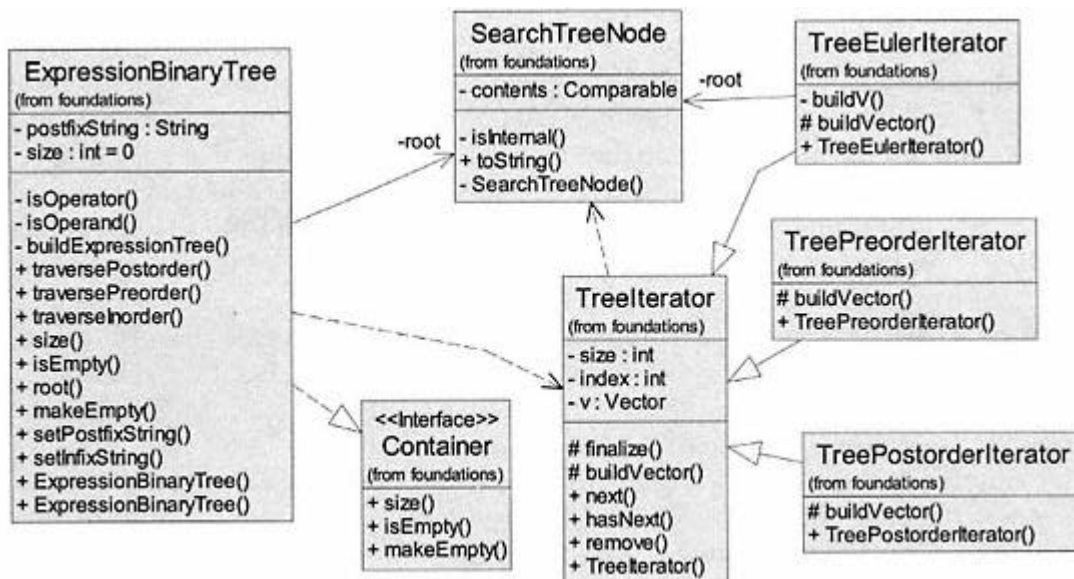 ExpressionBinaryTree
(from foundations)
- postfixString : String
- size : int = 0
- isOperator()
- isOperand()
- buildExpressionTree()
+ traversePostorder()
+ traversePreorder()
+ traverseInorder()
+ size()
+ isEmpty()
+ root()
+ makeEmpty()
+ setPostfixString()
+ setInfixString()
+ ExpressionBinaryTree()
+ ExpressionBinaryTree()
-root
SearchTreeNode
(from foundations)
- contents : Comparable
- isInternal()
+ toString()
- SearchTreeNode()
-root
TreeEulerIterator
(from foundations)
- buildV()
# buildVector()
+ TreeEulerIterator()
TreePreorderIterator
(from foundations)
# buildVector()
+ TreePreorderIterator()
<<Interface>>
Container
(from foundations)
+ size()
+ isEmpty()
+ makeEmpty()
TreeIterator
(from foundations)
- size : int
- index : int
- v : Vector
# finalize()
# buildVector()
+ next()
+ hasNext()
+ remove()
+ TreeIterator()
TreePostorderIterator
(from foundations)
# buildVector()
+ TreePostorderIterator()